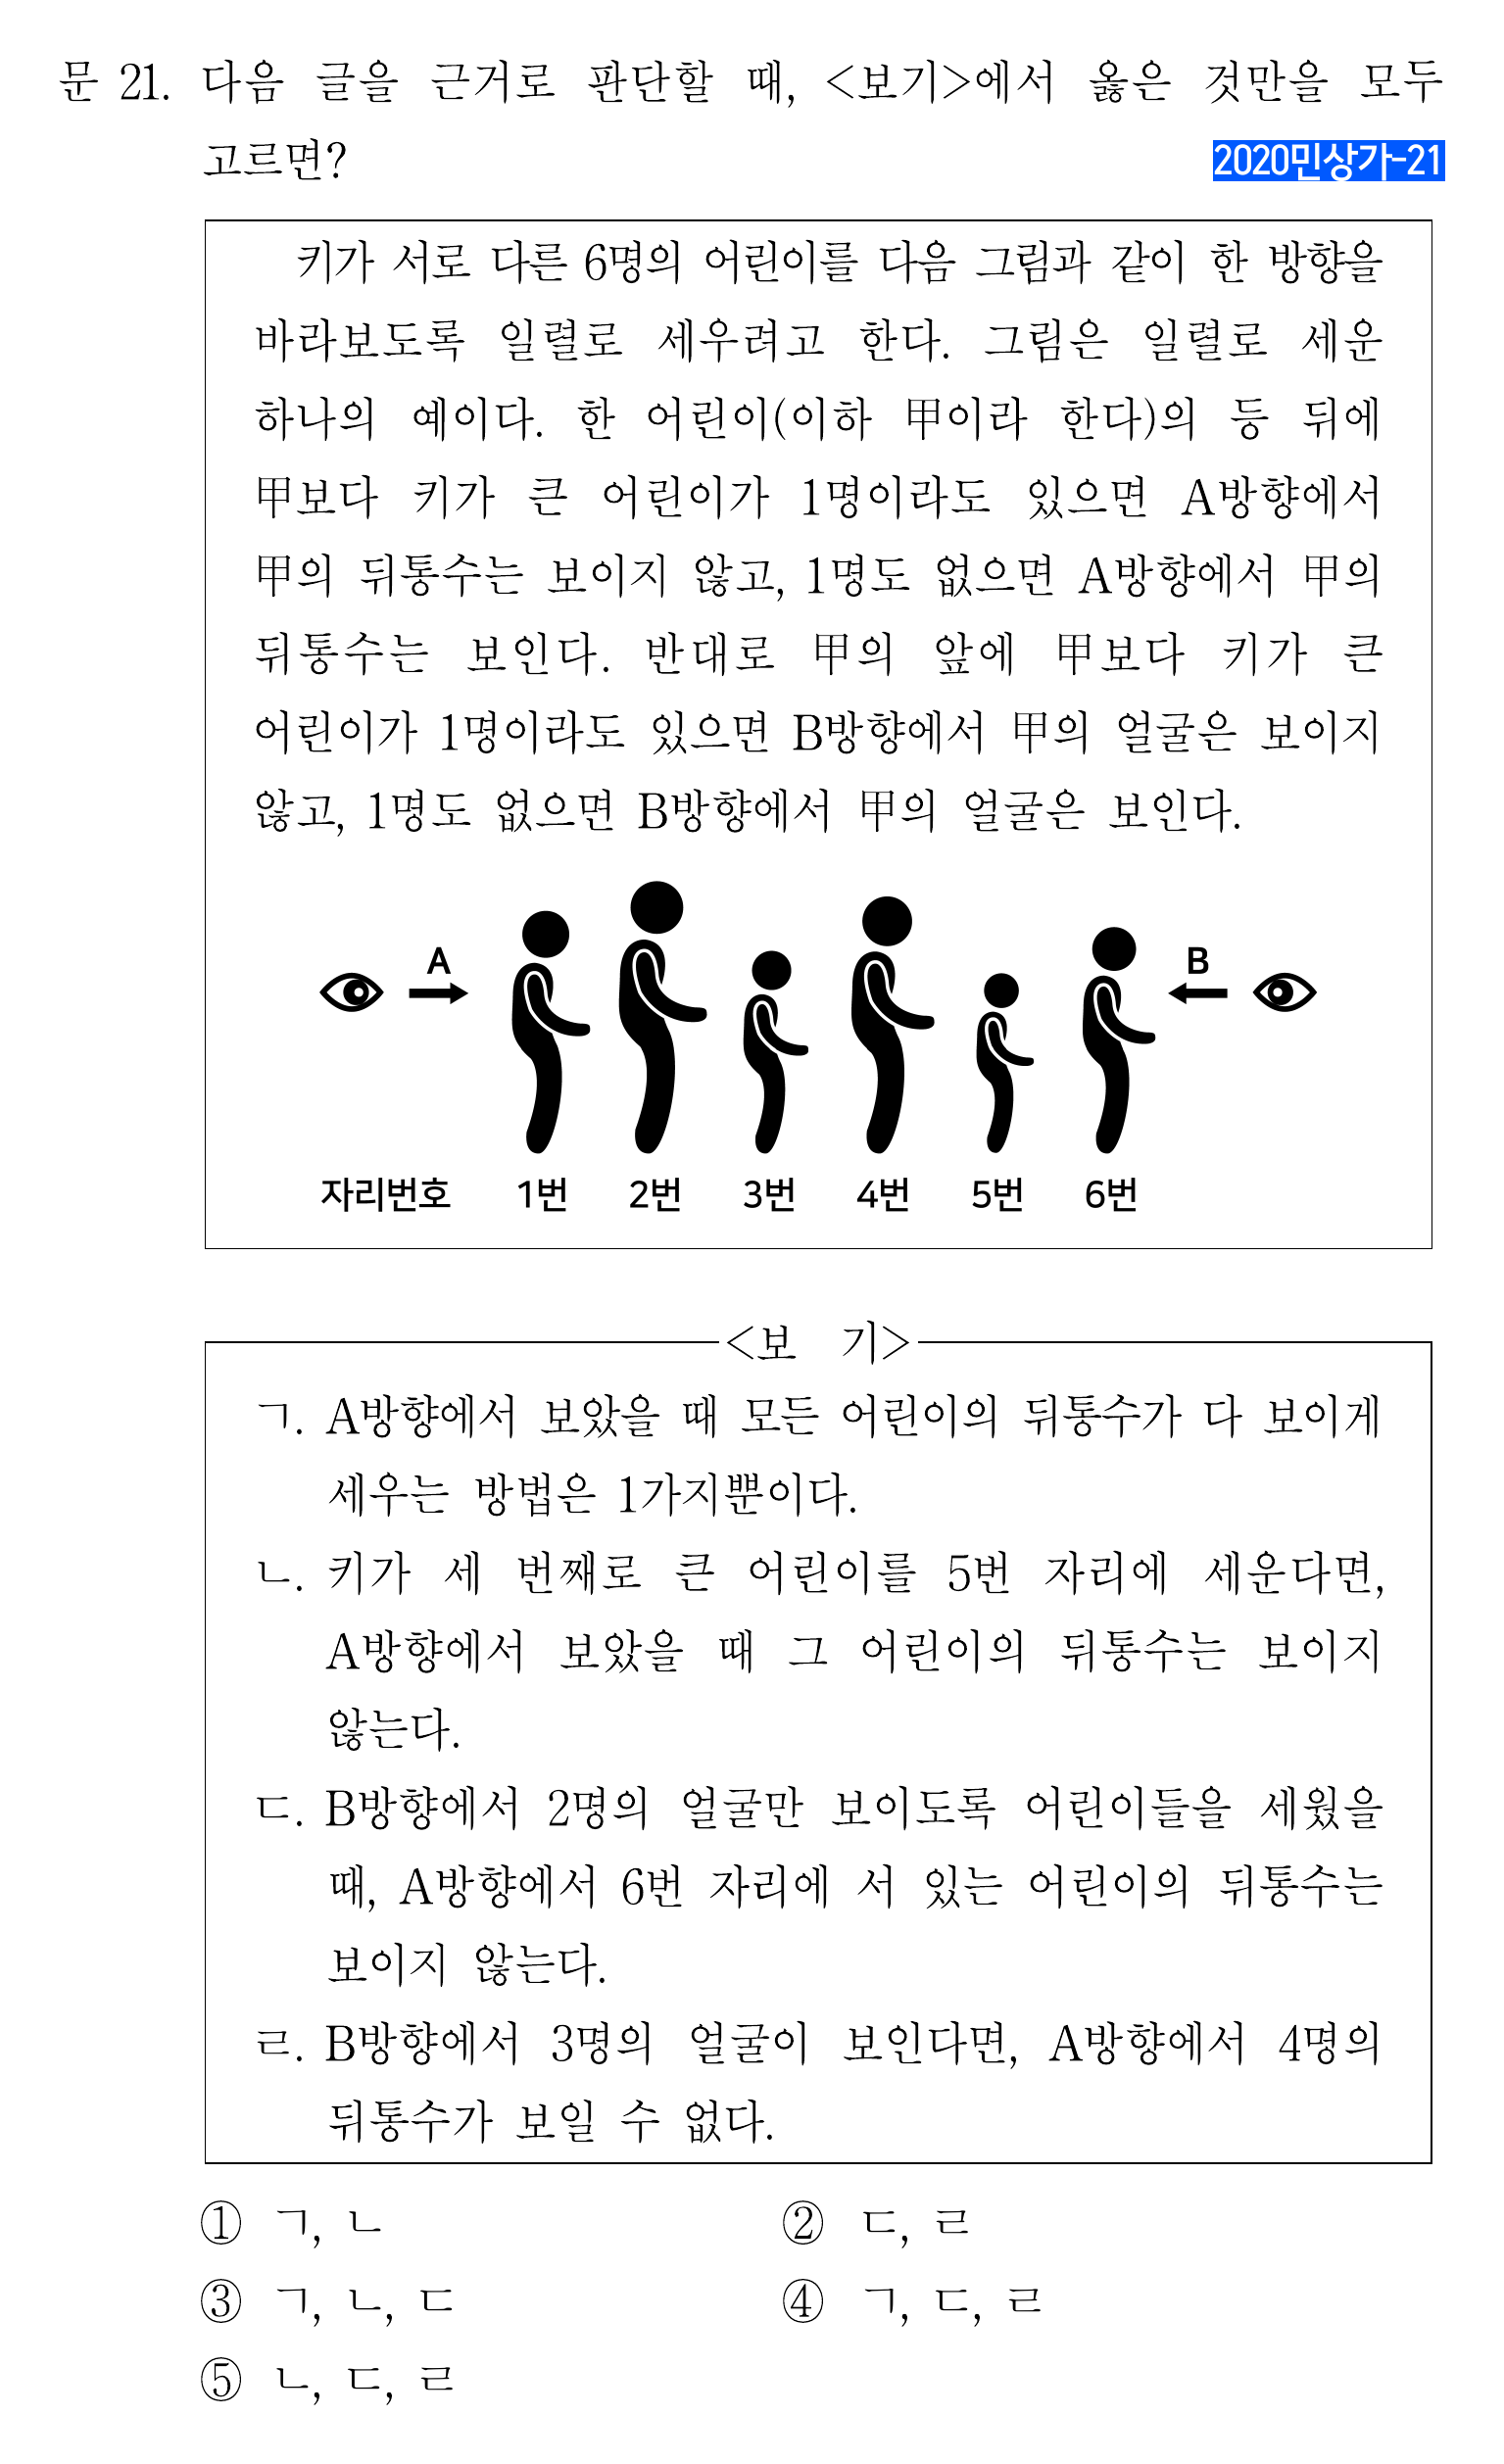 문 21. 다음 글을 근거로 판단할 때, <보기>에서 옳은 것만을 모두
고르면?
2020민상가-21
키가 서로 다른 6명의 어린이를 다음 그림과 같이 한 방향을
바라보도록 일렬로 세우려고 한다. 그림은 일렬로 세운
하나의 예이다. 한 어린이(이하 甲이라 한다)의 등 뒤에
甲보다 키가 큰 어린이가 1명이라도 있으면 A방향에서
甲의 뒤통수는 보이지 않고, 1명도 없으면 A방향에서 甲의
뒤통수는 보인다. 반대로 甲의 앞에 甲보다 키가 큰
어린이가 1명이라도 있으면 B방향에서 甲의 얼굴은 보이지
않고, 1명도 없으면 B방향에서 甲의 얼굴은 보인다.
A B
자리번호 1번 2번 3번 4번 5번 6번
<보 기>
ㄱ. A방향에서 보았을 때 모든 어린이의 뒤통수가 다 보이게
세우는 방법은 1가지뿐이다.
ㄴ. 키가 세 번째로 큰 어린이를 5번 자리에 세운다면,
A방향에서 보았을 때 그 어린이의 뒤통수는 보이지
않는다.
ㄷ. B방향에서 2명의 얼굴만 보이도록 어린이들을 세웠을
때, A방향에서 6번 자리에 서 있는 어린이의 뒤통수는
보이지 않는다.
ㄹ. B방향에서 3명의 얼굴이 보인다면, A방향에서 4명의
뒤통수가 보일 수 없다.
① ㄱ, ㄴ ② ㄷ, ㄹ
③ ㄱ, ㄴ, ㄷ ④ ㄱ, ㄷ, ㄹ
⑤ ㄴ, ㄷ, ㄹ